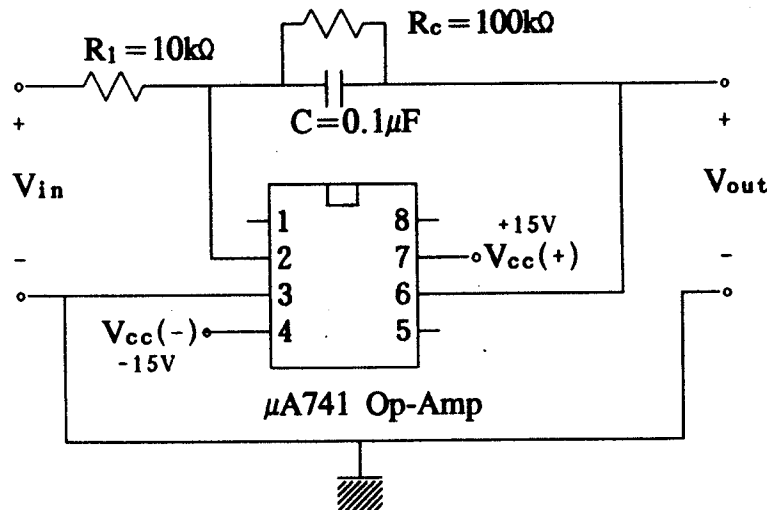 R₁=10kΩ
Rc=100kΩ
C=0.1μF
+
+
Vin
Vout
-
-
1
2
3
4
8
7
6
5
+15V
Vcc(+)
Vcc(-)
-15V
μA741 Op-Amp